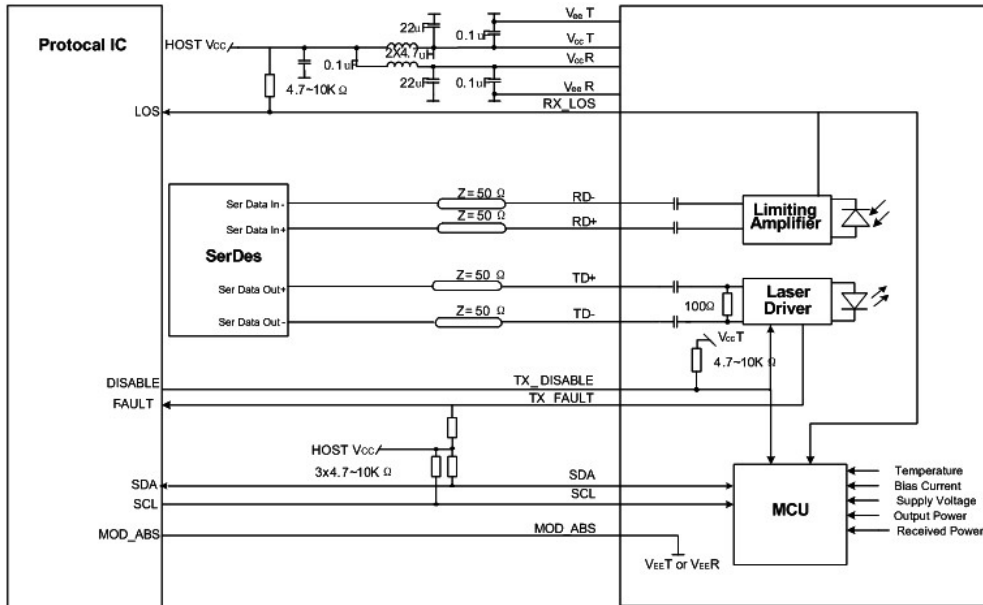 Protocal IC
HOST Vcc
22uF
0.1uF
VeeT
VccT
2X4.7uH
0.1uF
VccR
22uF
0.1uF
VeeR
4.7~10K Ω
LOS
RX_LOS
Ser Data In-
Z = 50 Ω
RD-
Ser Data In+
Z = 50 Ω
RD+
Limiting
Amplifier
SerDes
Ser Data Out+
Z = 50 Ω
TD+
Ser Data Out-
Z = 50 Ω
TD-
100Ω
Laser
Driver
VccT
4.7~10K Ω
DISABLE
TX_DISABLE
FAULT
TX_FAULT
HOST Vcc
3x4.7~10K Ω
SDA
SDA
SCL
SCL
MOD_ABS
MOD_ABS
VEET or VEER
MCU
Temperature
Bias Current
Supply Voltage
Output Power
Received Power